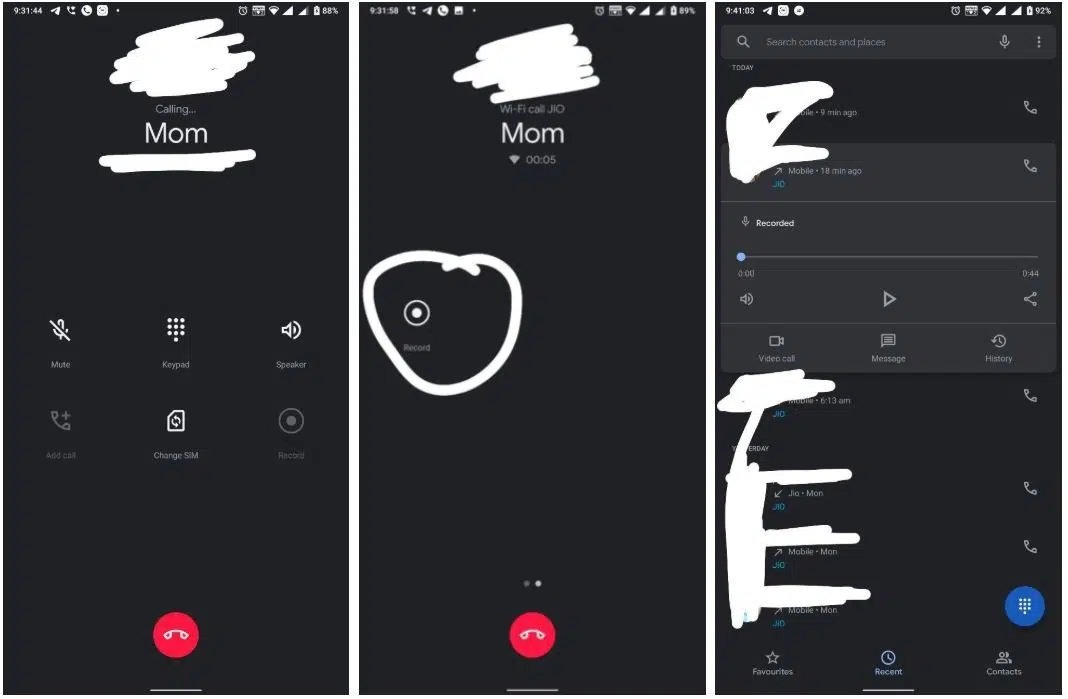 9:31:44
88%
Calling...
Mom
Mute
Keypad
Speaker
Add call
Change SIM
Record
9:31:58
89%
Wi-Fi call JIO
Mom
00:05
Record
9:41:03
92%
Search contacts and places
TODAY
Mobile • 9 min ago
Mobile • 18 min ago
JIO
Recorded
0:00
0:44
Video call
Message
History
Mobile • 6:13 am
JIO
YESTERDAY
Jio • Mon
JIO
Mobile • Mon
JIO
Mobile • Mon
JIO
Favourites
Recent
Contacts